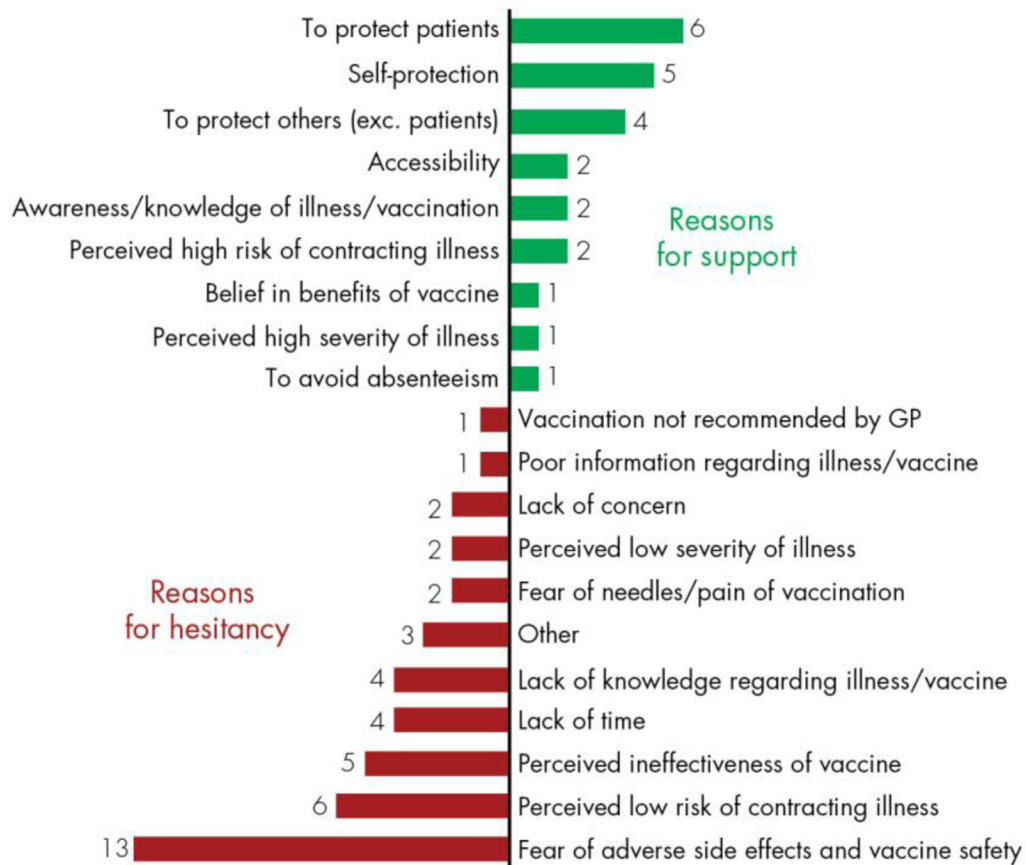 To protect patients 6
Self-protection 5
To protect others (exc. patients) 4
Accessibility 2
Awareness/knowledge of illness/vaccination 2
Perceived high risk of contracting illness 2
Reasons
for support
Belief in benefits of vaccine 1
Perceived high severity of illness 1
To avoid absenteeism 1
1 Vaccination not recommended by GP
1 Poor information regarding illness/vaccine
2 Lack of concern
2 Perceived low severity of illness
2 Fear of needles/pain of vaccination
Reasons
for hesitancy
3 Other
4 Lack of knowledge regarding illness/vaccine
4 Lack of time
5 Perceived ineffectiveness of vaccine
6 Perceived low risk of contracting illness
13 Fear of adverse side effects and vaccine safety